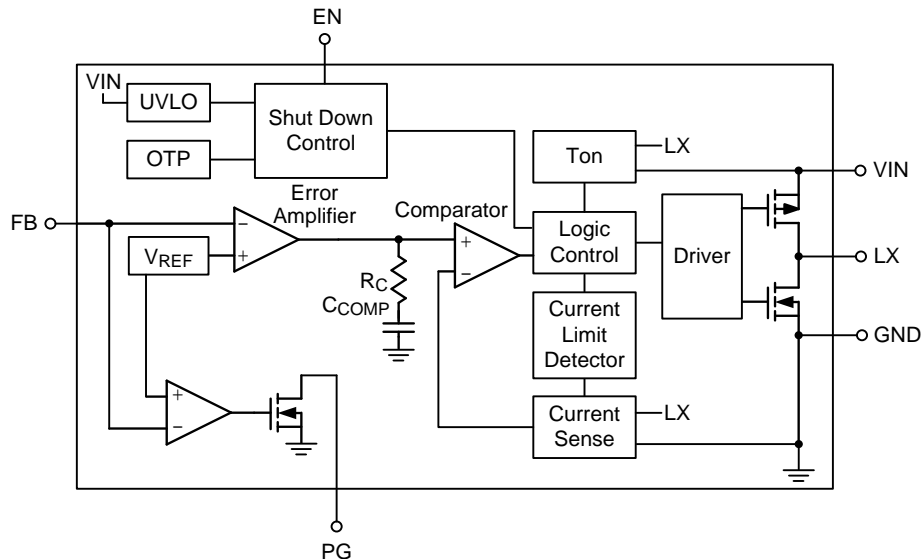 EN
VIN
UVLO
OTP
Shut Down
Control
Ton
LX
VIN
FB
Error
Amplifier
−
+
VREF
Comparator
+
−
Logic
Control
Driver
LX
RC
CCOMP
Current
Limit
Detector
GND
+
−
Current
Sense
LX
PG